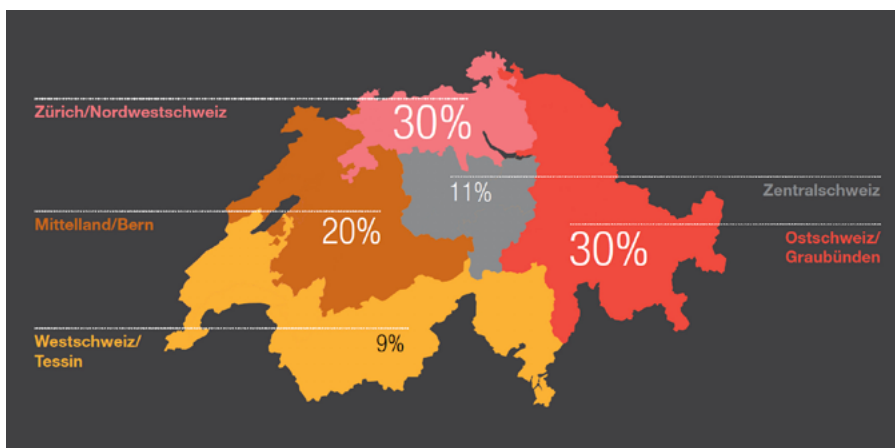 Zürich/Nordwestschweiz
30%
11%
Zentralschweiz
Mittelland/Bern
20%
30%
Ostschweiz/
Graubünden
Westschweiz/
Tessin
9%